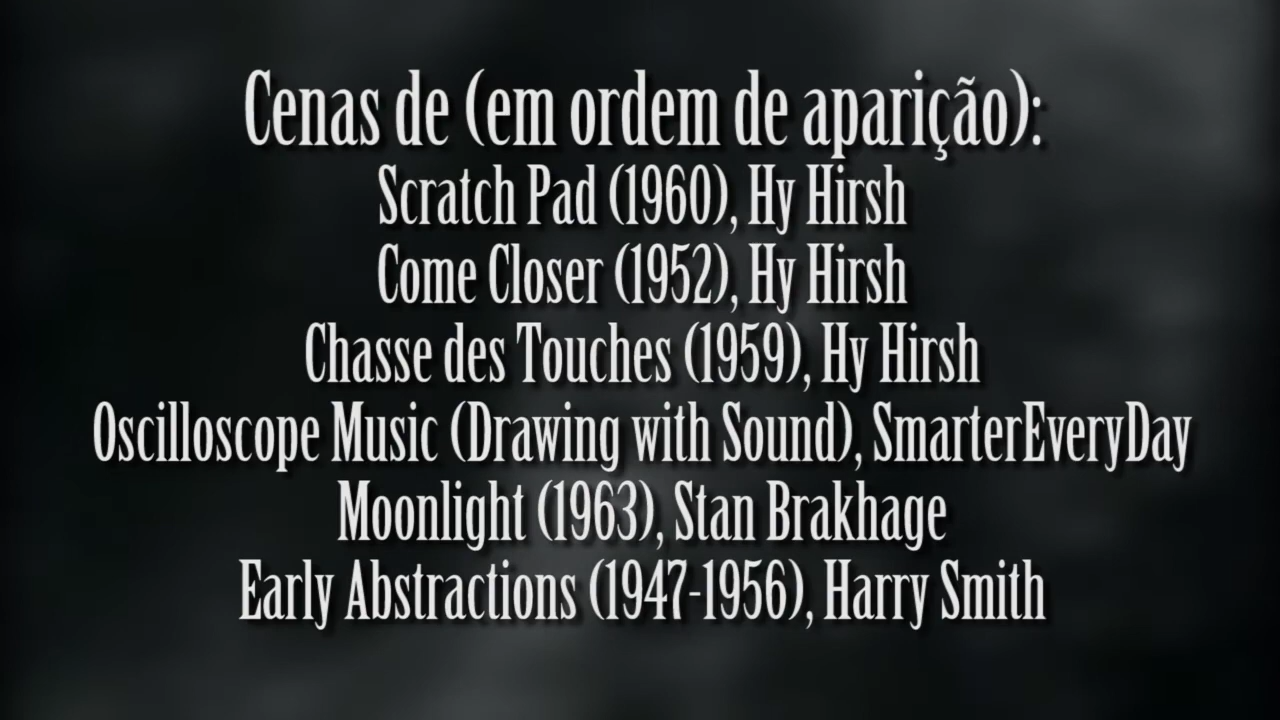 Cenas de (em ordem de aparição):
Scratch Pad (1960), Hy Hirsh
Come Closer (1952), Hy Hirsh
Chasse des Touches (1959), Hy Hirsh
Oscilloscope Music (Drawing with Sound), SmarterEveryDay
Moonlight (1963), Stan Brakhage
Early Abstractions (1947-1956), Harry Smith